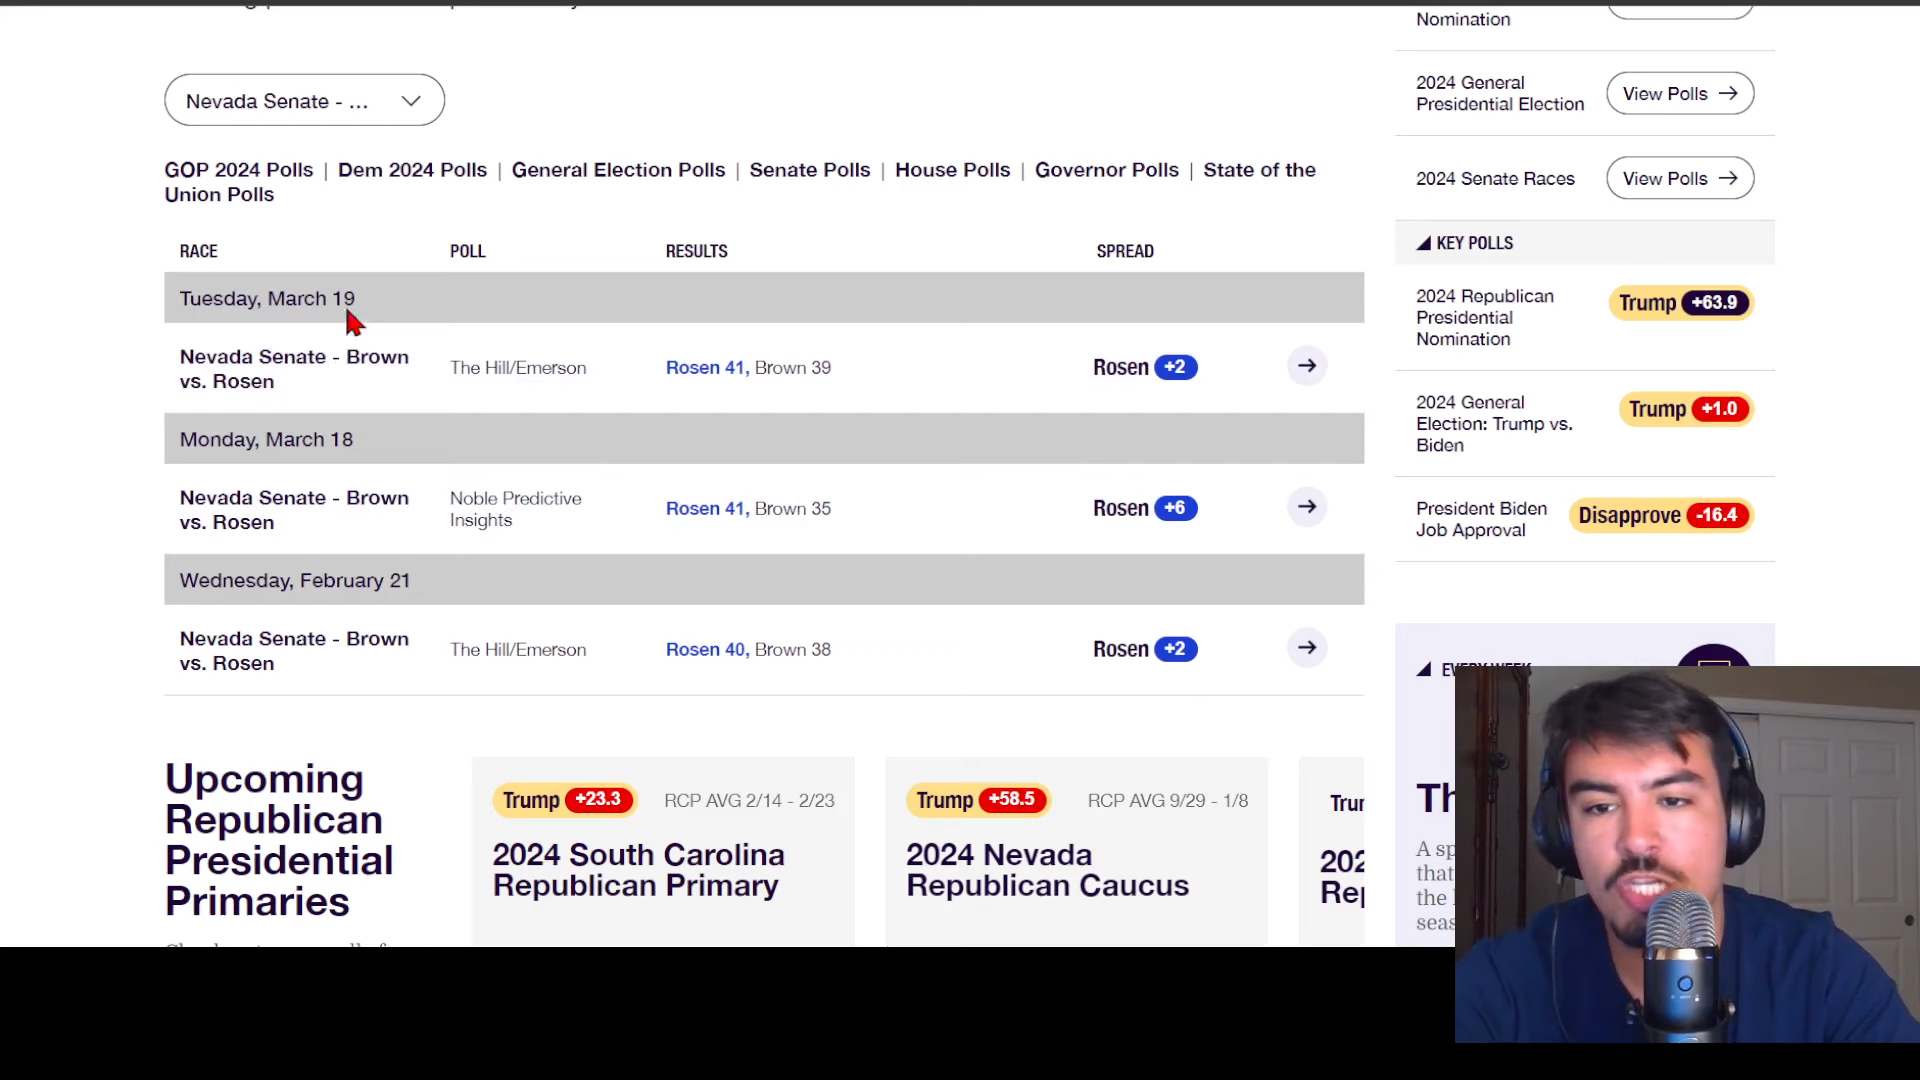 Nevada Senate - ...
GOP 2024 Polls | Dem 2024 Polls | General Election Polls | Senate Polls | House Polls | Governor Polls | State of the
Union Polls
RACE POLL RESULTS SPREAD
Tuesday, March 19
Nevada Senate - Brown
vs. Rosen
The Hill/Emerson
Rosen 41, Brown 39
Rosen +2
Monday, March 18
Nevada Senate - Brown
vs. Rosen
Noble Predictive
Insights
Rosen 41, Brown 35
Rosen +6
Wednesday, February 21
Nevada Senate - Brown
vs. Rosen
The Hill/Emerson
Rosen 40, Brown 38
Rosen +2
Upcoming
Republican
Presidential
Primaries
Trump +23.3 RCP AVG 2/14 - 2/23
2024 South Carolina
Republican Primary
Trump +58.5 RCP AVG 9/29 - 1/8
2024 Nevada
Republican Caucus
Nomination
2024 General
Presidential Election
View Polls
2024 Senate Races
View Polls
KEY POLLS
2024 Republican
Presidential
Nomination
Trump +63.9
2024 General
Election: Trump vs.
Biden
Trump +1.0
President Biden
Job Approval
Disapprove -16.4
EVERY WEEK